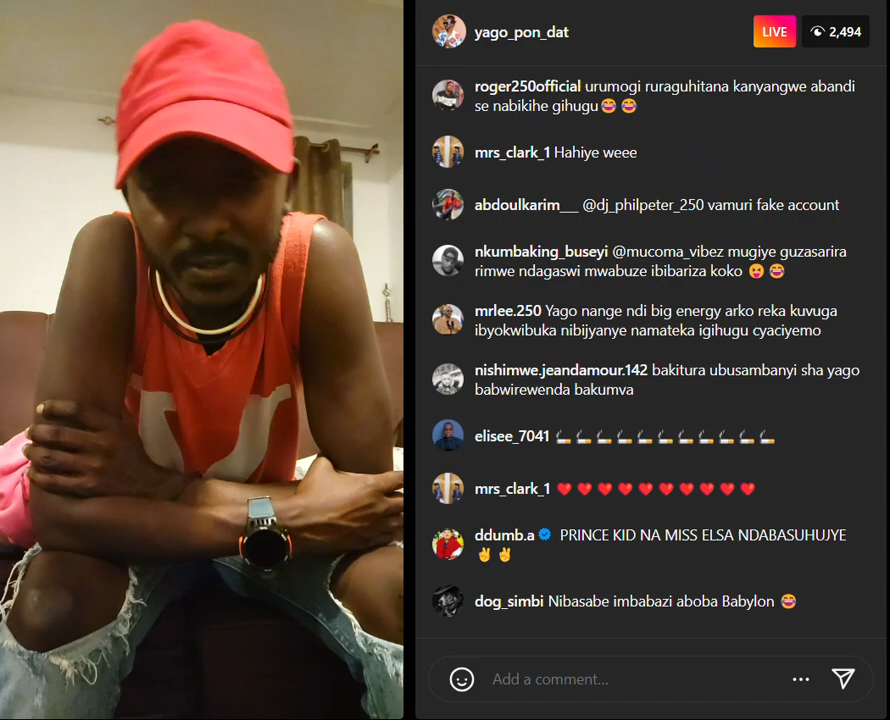 yago_pon_dat
LIVE
2,494
roger250official urumogi ruraguhitana kanyangwe abandi
se nabikihe gihugu😂 😂
mrs_clark_1 Hahiye weee
abdoulkarim___ @dj_philpeter_250 vamuri fake account
nkumbaking_buseyi @mucoma_vibez mugiye guzasarira
rimwe ndagaswi mwabuze ibibariza koko 😝 😂
mrlee.250 Yago nange ndi big energy arko reka kuvuga
ibyokwibuka nibijyanye namateka igihugu cyaciyemo
nishimwe.jeandamour.142 bakitura ubusambanyi sha yago
babwirewenda bakumva
elisee_7041 🚬 🚬 🚬 🚬 🚬 🚬 🚬 🚬 🚬 🚬 🚬
mrs_clark_1 ❤️ ❤️ ❤️ ❤️ ❤️ ❤️ ❤️ ❤️ ❤️ ❤️
ddumb.a PRINCE KID NA MISS ELSA NDABASUHUJYE
✌️ ✌️
dog_simbi Nibasabe imbabazi aboba Babylon 😂
Add a comment...